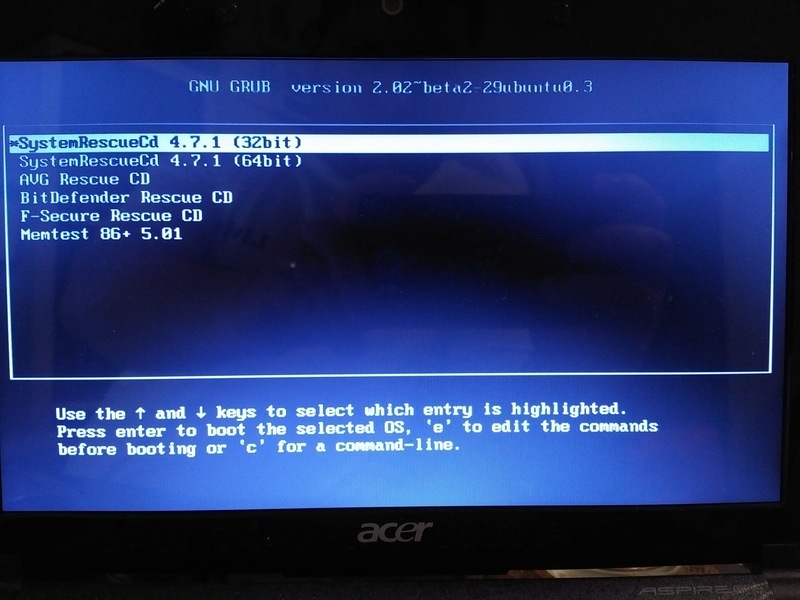 GNU GRUB version 2.02~beta2-29ubuntu0.3
*SystemRescueCd 4.7.1 (32bit)
SystemRescueCd 4.7.1 (64bit)
AVG Rescue CD
BitDefender Rescue CD
F-Secure Rescue CD
Memtest 86+ 5.01
Use the ↑ and ↓ keys to select which entry is highlighted.
Press enter to boot the selected OS, `e' to edit the commands
before booting or `c' for a command-line.
acer
ASPIRE